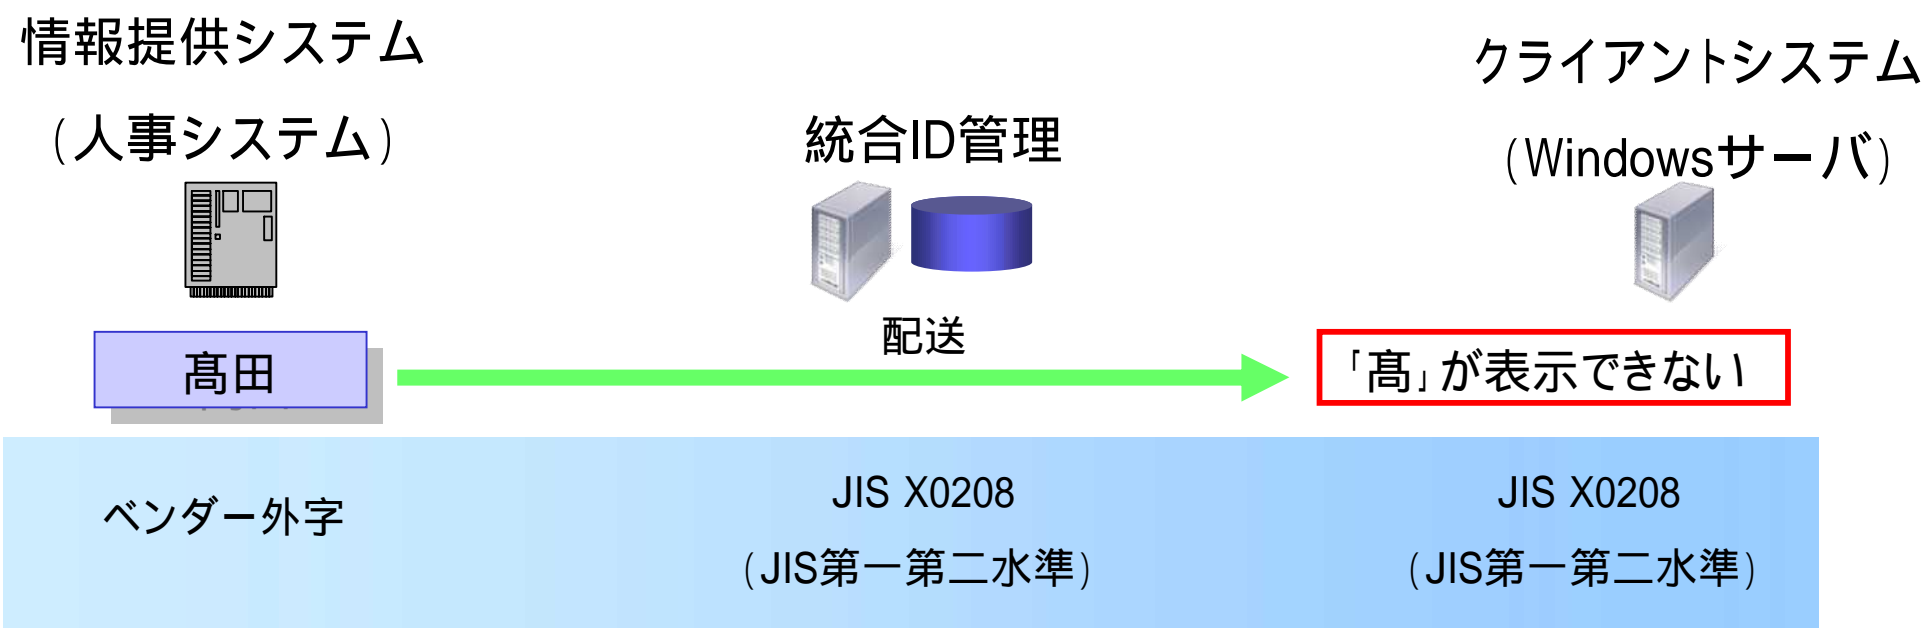 情報提供システム
(人事システム)
統合ID管理
クライアントシステム
(Windowsサーバ)
配送
髙田
「髙」が表示できない
ベンダー外字
JIS X0208
(JIS第一第二水準)
JIS X0208
(JIS第一第二水準)